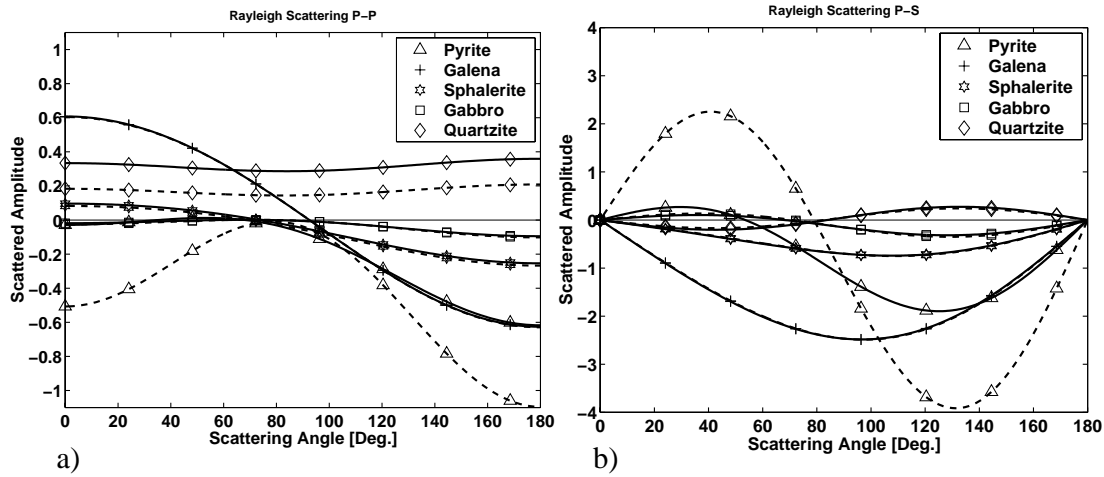 Rayleigh Scattering P–P
1
0.8
0.6
0.4
0.2
0
−0.2
−0.4
−0.6
−0.8
−1
Scattered Amplitude
0 20 40 60 80 100 120 140 160 180
Scattering Angle [Deg.]
Pyrite
Galena
Sphalerite
Gabbro
Quartzite
a)
Rayleigh Scattering P–S
4
3
2
1
0
−1
−2
−3
−4
Scattered Amplitude
0 20 40 60 80 100 120 140 160 180
Scattering Angle [Deg.]
Pyrite
Galena
Sphalerite
Gabbro
Quartzite
b)